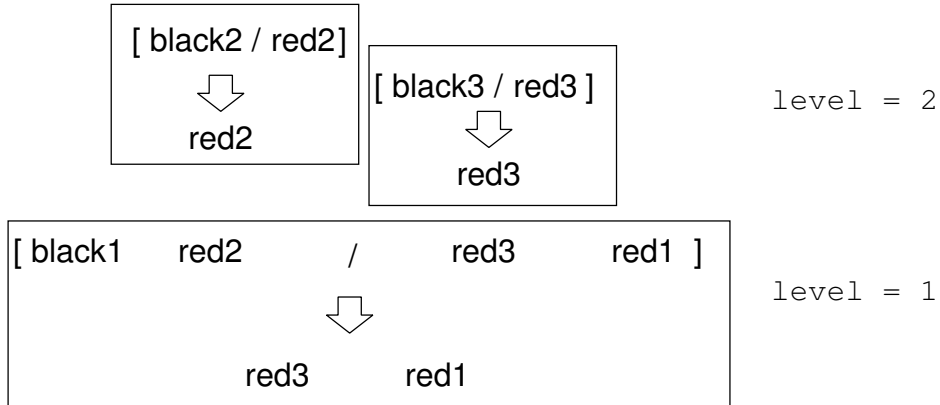 [ black2 / red2]
red2
[ black3 / red3 ]
red3
level = 2
[ black1 red2 / red3 red1 ]
red3 red1
level = 1